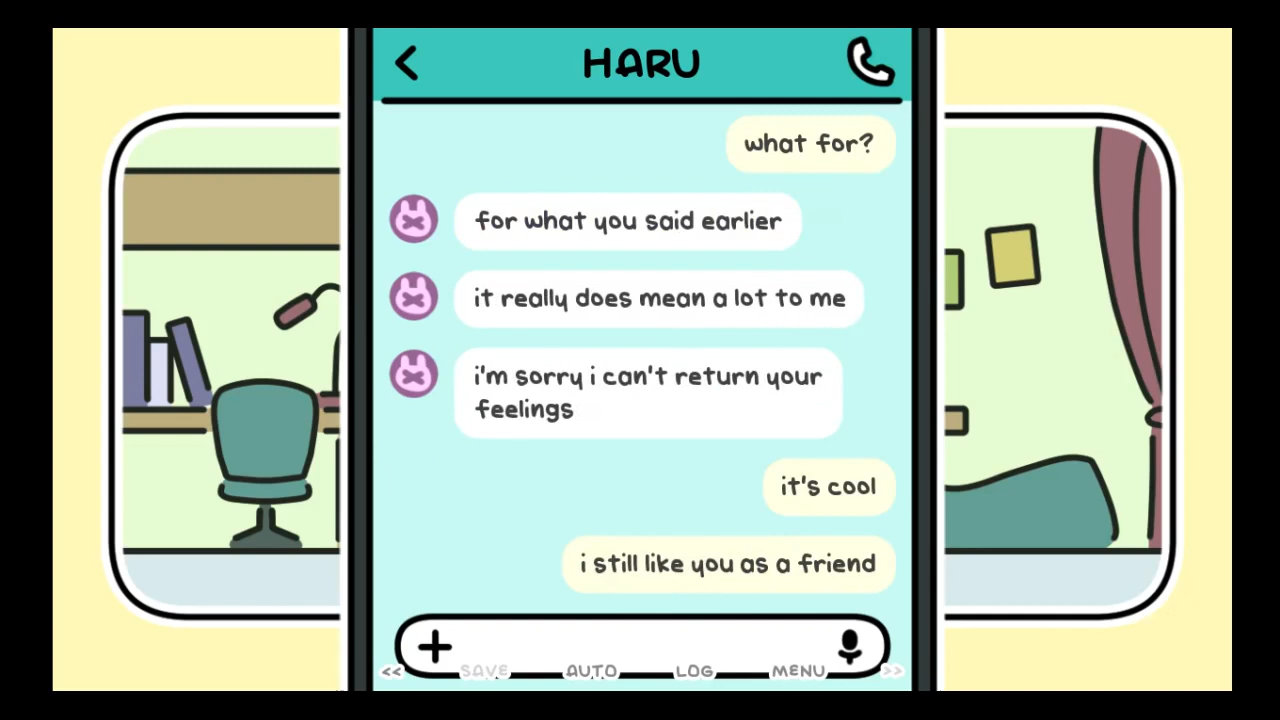 HARU
what for?
for what you said earlier
it really does mean a lot to me
i'm sorry i can't return your
feelings
it's cool
i still like you as a friend
<< SAVE AUTO LOG MENU >>